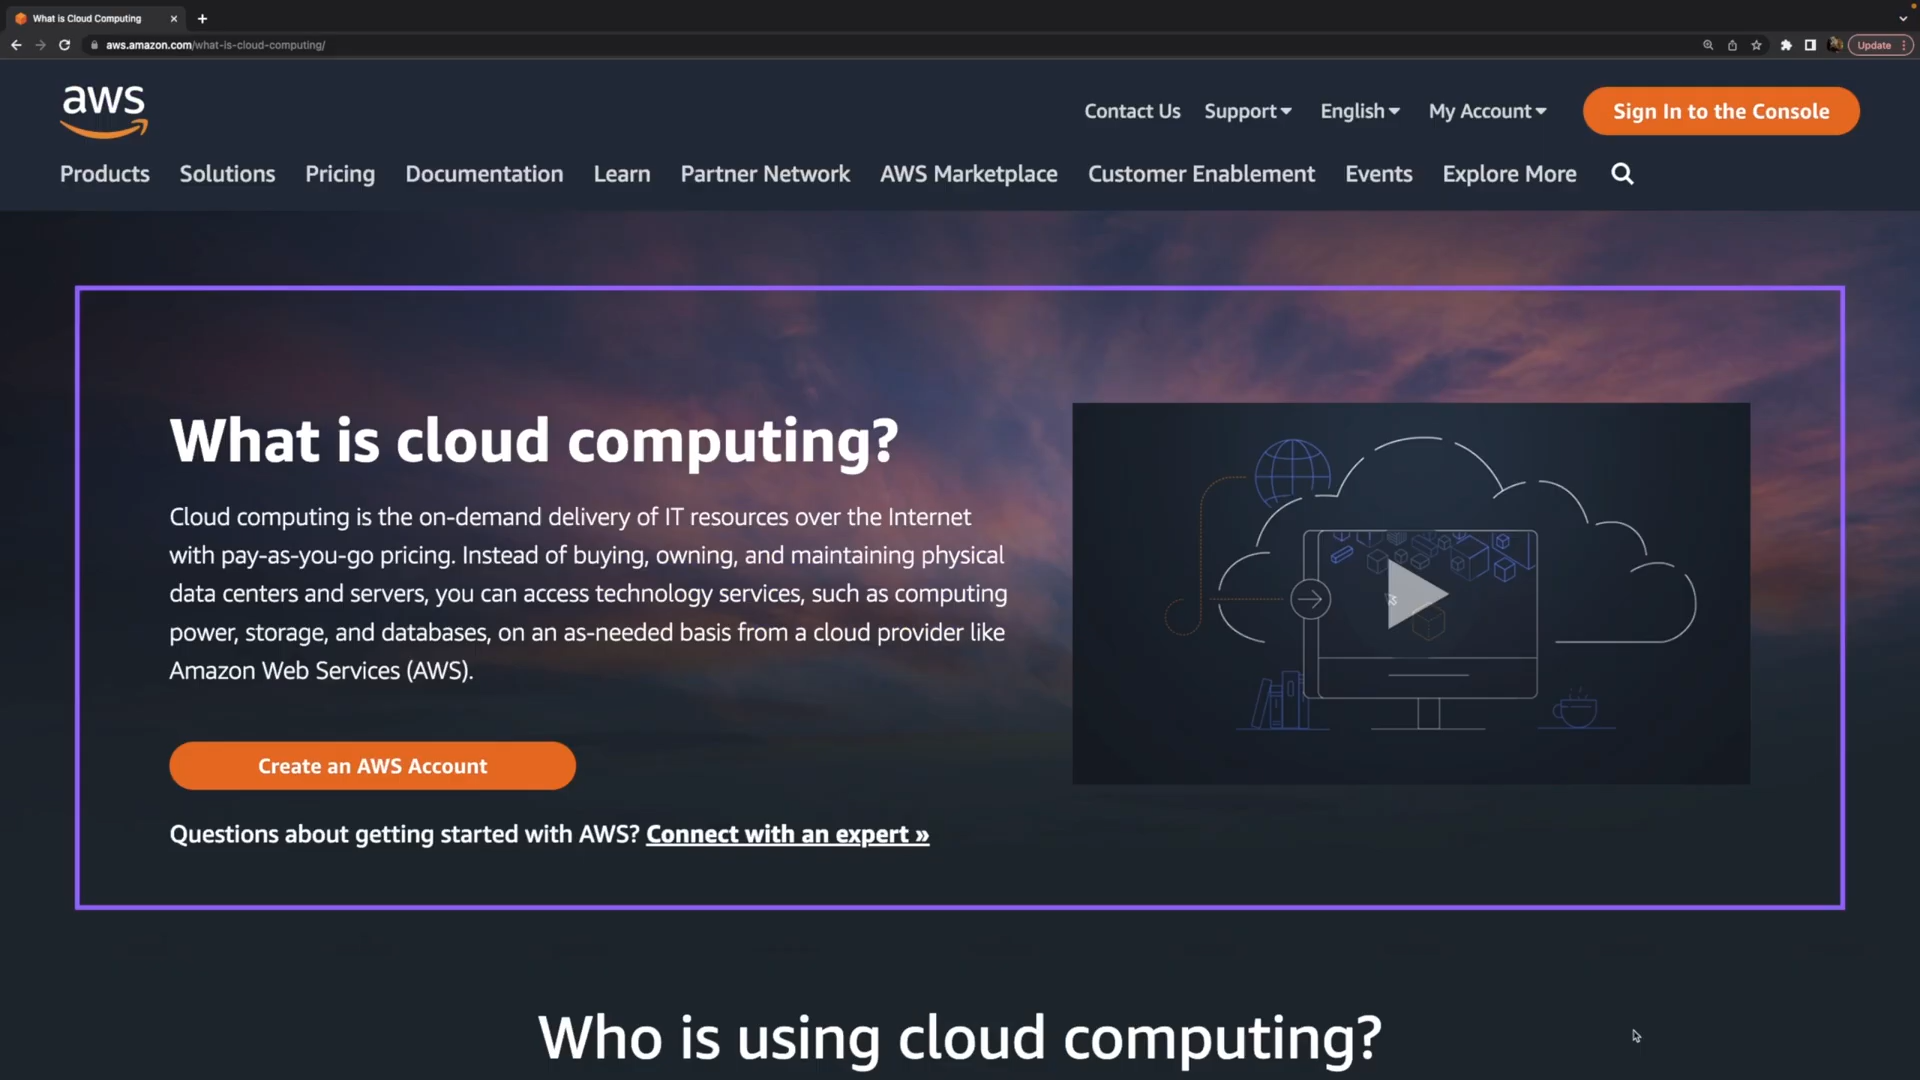 What is Cloud Computing
aws.amazon.com/what-is-cloud-computing/
Update
aws
Contact Us Support English My Account Sign In to the Console
Products Solutions Pricing Documentation Learn Partner Network AWS Marketplace Customer Enablement Events Explore More
What is cloud computing?
Cloud computing is the on-demand delivery of IT resources over the Internet
with pay-as-you-go pricing. Instead of buying, owning, and maintaining physical
data centers and servers, you can access technology services, such as computing
power, storage, and databases, on an as-needed basis from a cloud provider like
Amazon Web Services (AWS).
Create an AWS Account
Questions about getting started with AWS? Connect with an expert »
Who is using cloud computing?